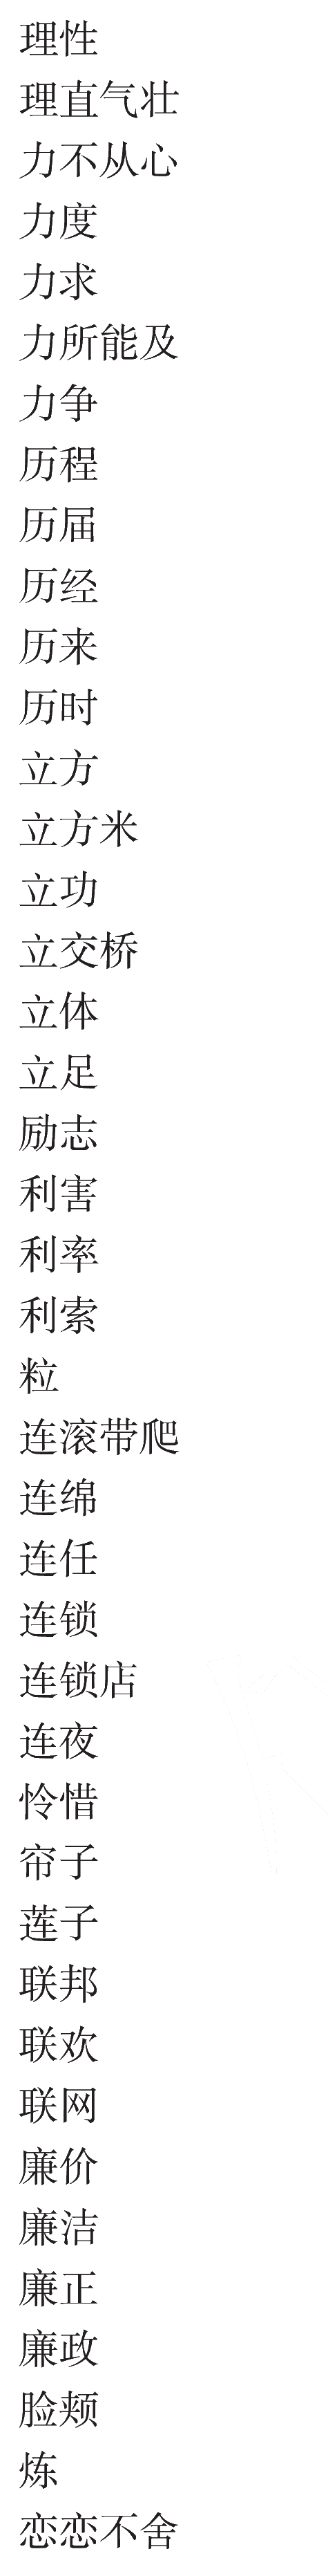 理性
理直气壮
力不从心
力度
力求
力所能及
力争
历程
历届
历经
历来
历时
立方
立方米
立功
立交桥
立体
立足
励志
利害
利率
利索
粒
连滚带爬
连绵
连任
连锁
连锁店
连夜
怜惜
帘子
莲子
联邦
联欢
联网
廉价
廉洁
廉正
廉政
脸颊
炼
恋恋不舍